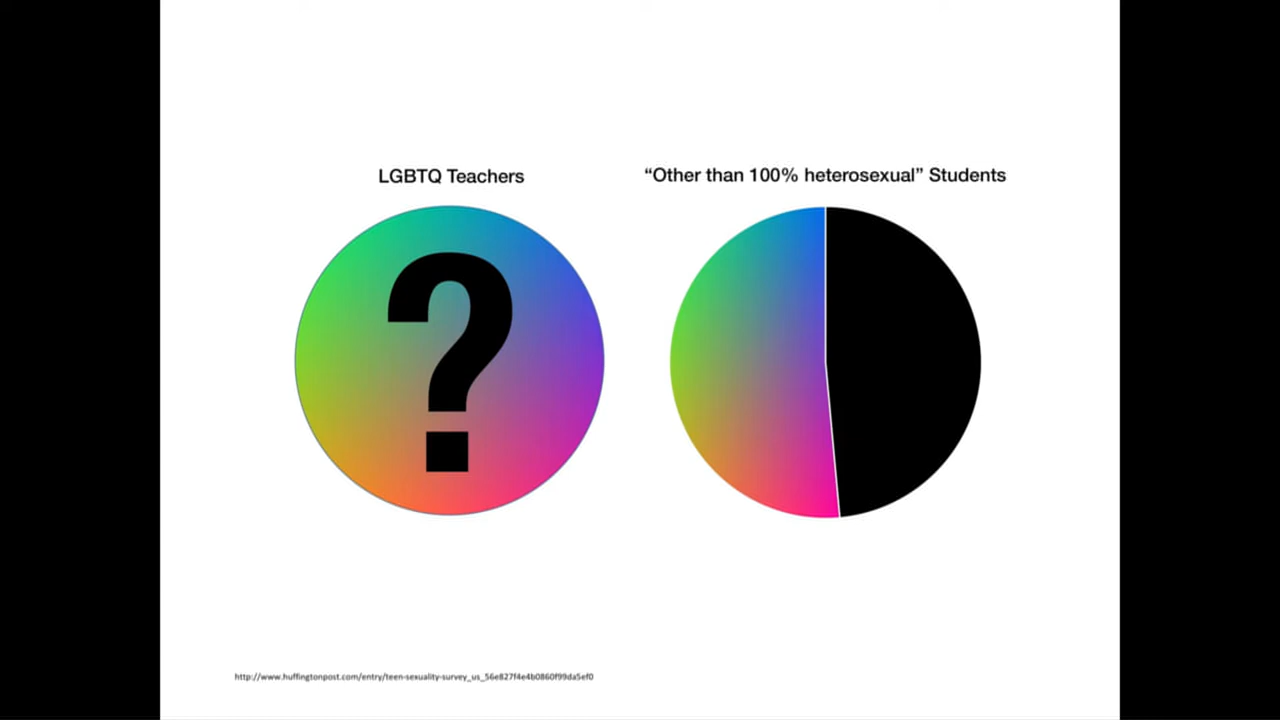 LGBTQ Teachers
“Other than 100% heterosexual” Students
?
http://www.huffingtonpost.com/entry/teen-sexuality-survey_us_56e827f4e4b0860f99da5ef0